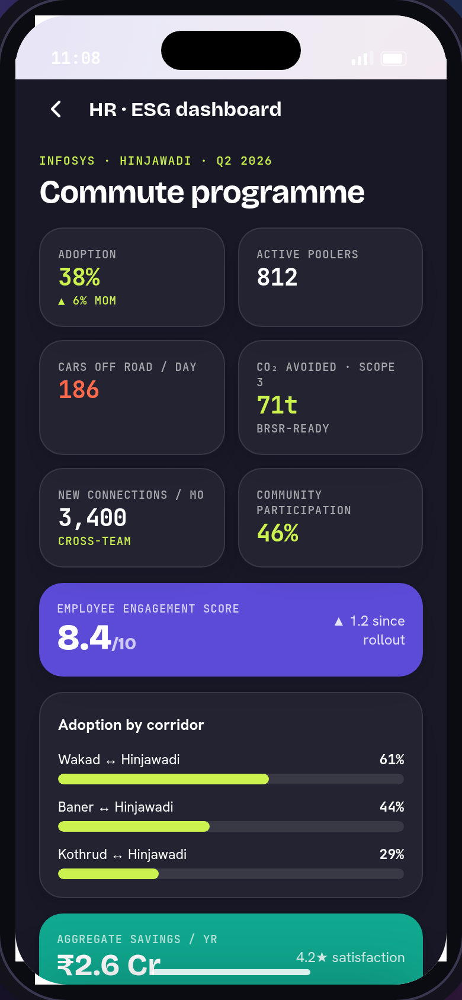 11:08
HR · ESG dashboard
INFOSYS · HINJAWADI · Q2 2026
Commute programme
ADOPTION
38%
▲ 6% MOM
ACTIVE POOLERS
812
CARS OFF ROAD / DAY
186
CO₂ AVOIDED · SCOPE
3
71t
BRSR-READY
NEW CONNECTIONS / MO
3,400
CROSS-TEAM
COMMUNITY
PARTICIPATION
46%
EMPLOYEE ENGAGEMENT SCORE
8.4/10
▲ 1.2 since
rollout
Adoption by corridor
Wakad ↔ Hinjawadi 61%
Baner ↔ Hinjawadi 44%
Kothrud ↔ Hinjawadi 29%
AGGREGATE SAVINGS / YR
₹2.6 Cr
4.2★ satisfaction